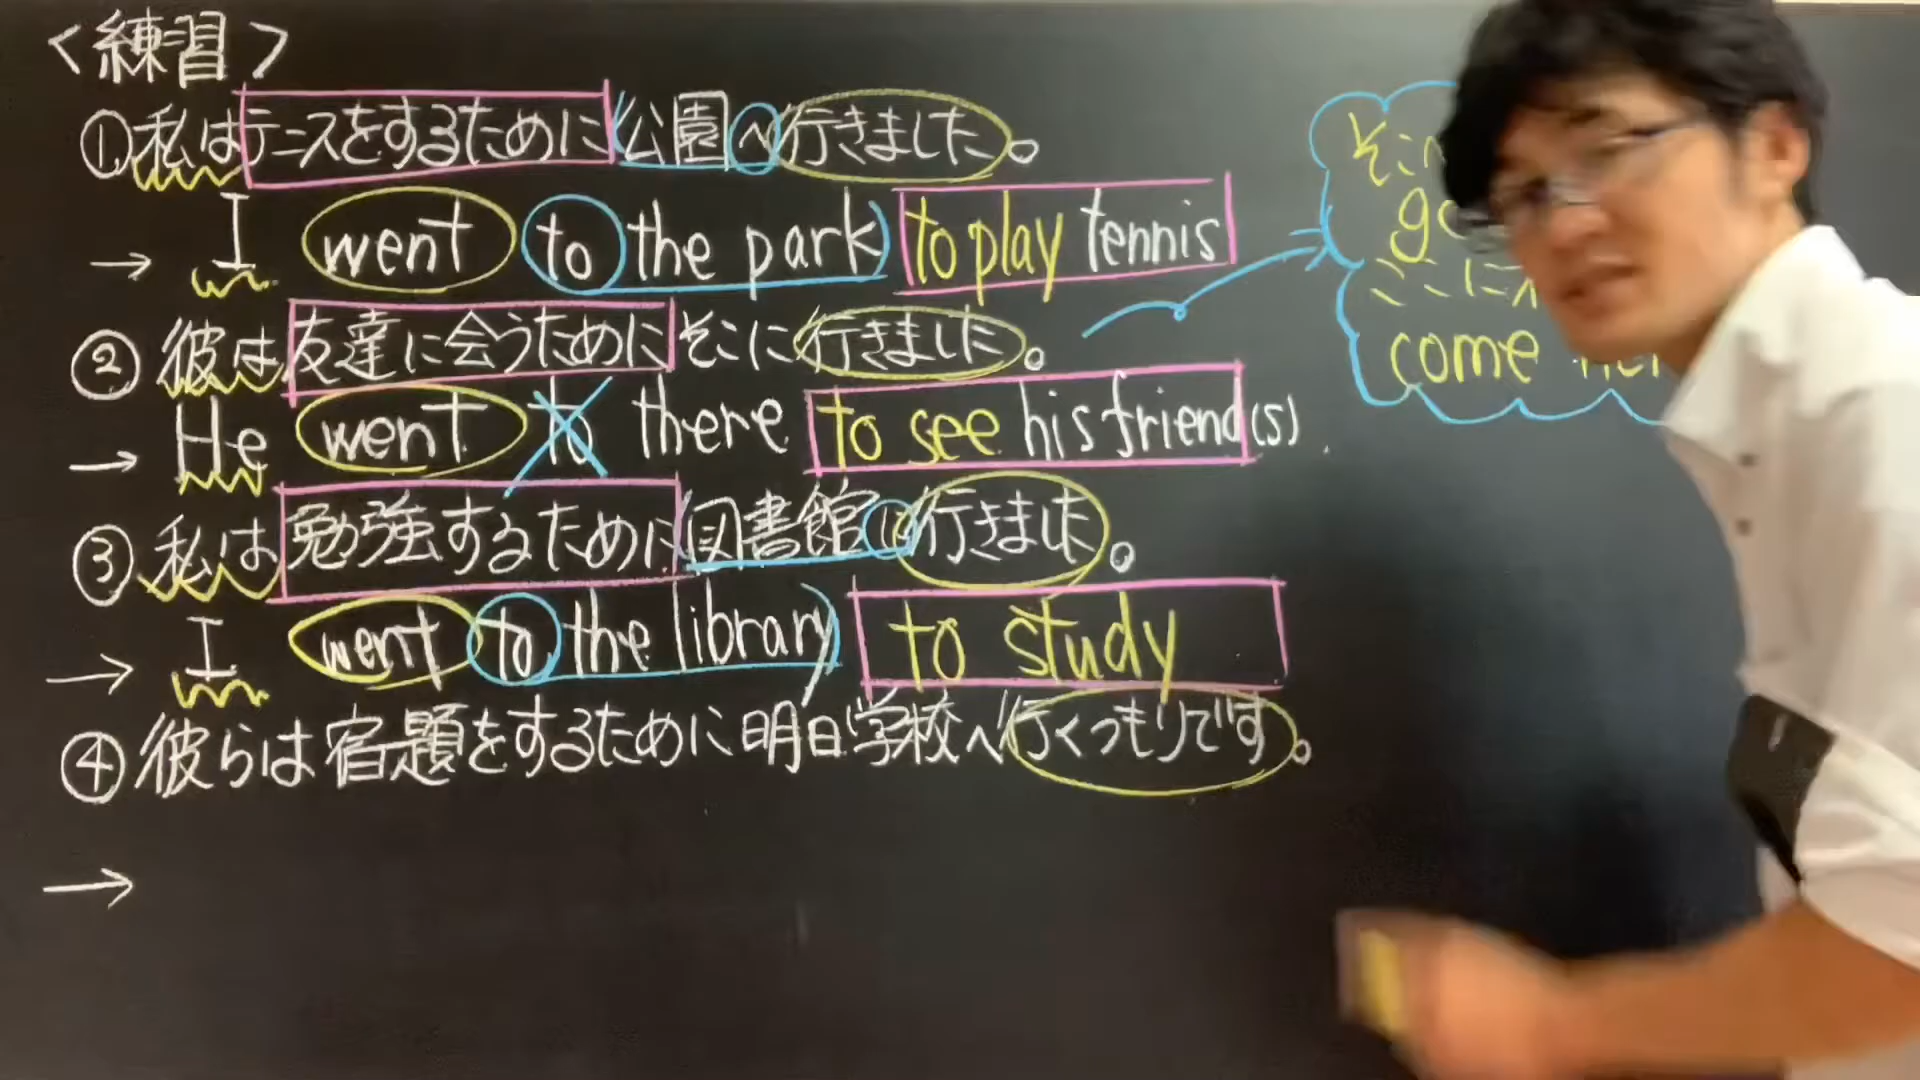 <練習>
①私はテニスをするために公園へ行きました。
→ I went to the park to play tennis
②彼は友達に会うためにそこに行きました。
→ He went to there to see his friend(s).
③私は勉強するために図書館に行きました。
→ I went to the library to study
④彼らは宿題をするために明日学校へ行くつもりです。
→
そこ
ここに
come